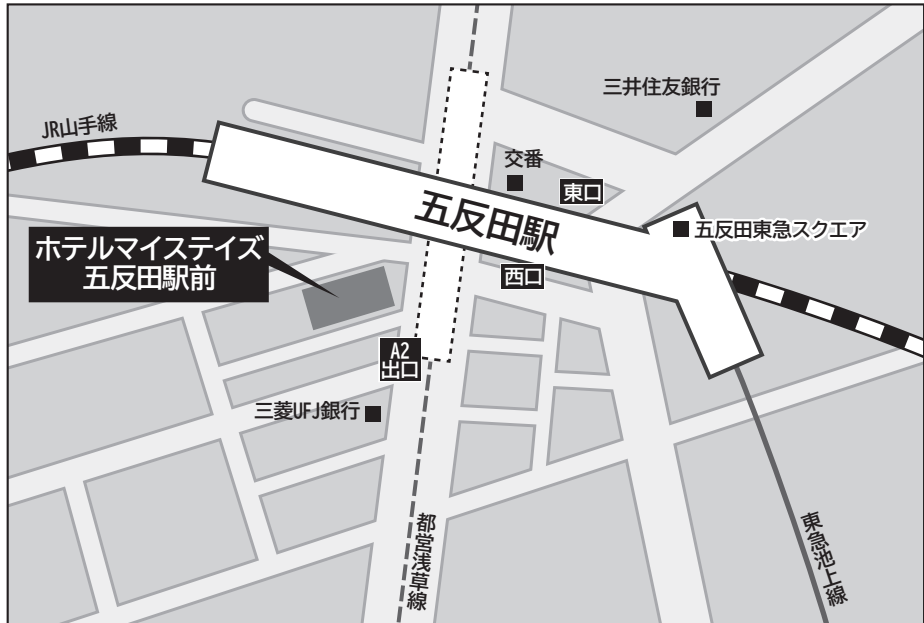 三井住友銀行
JR山手線
交番
東口
五反田駅
五反田東急スクエア
ホテルマイステイズ
五反田駅前
西口
A2
出口
三菱UFJ銀行
都営浅草線
東急池上線